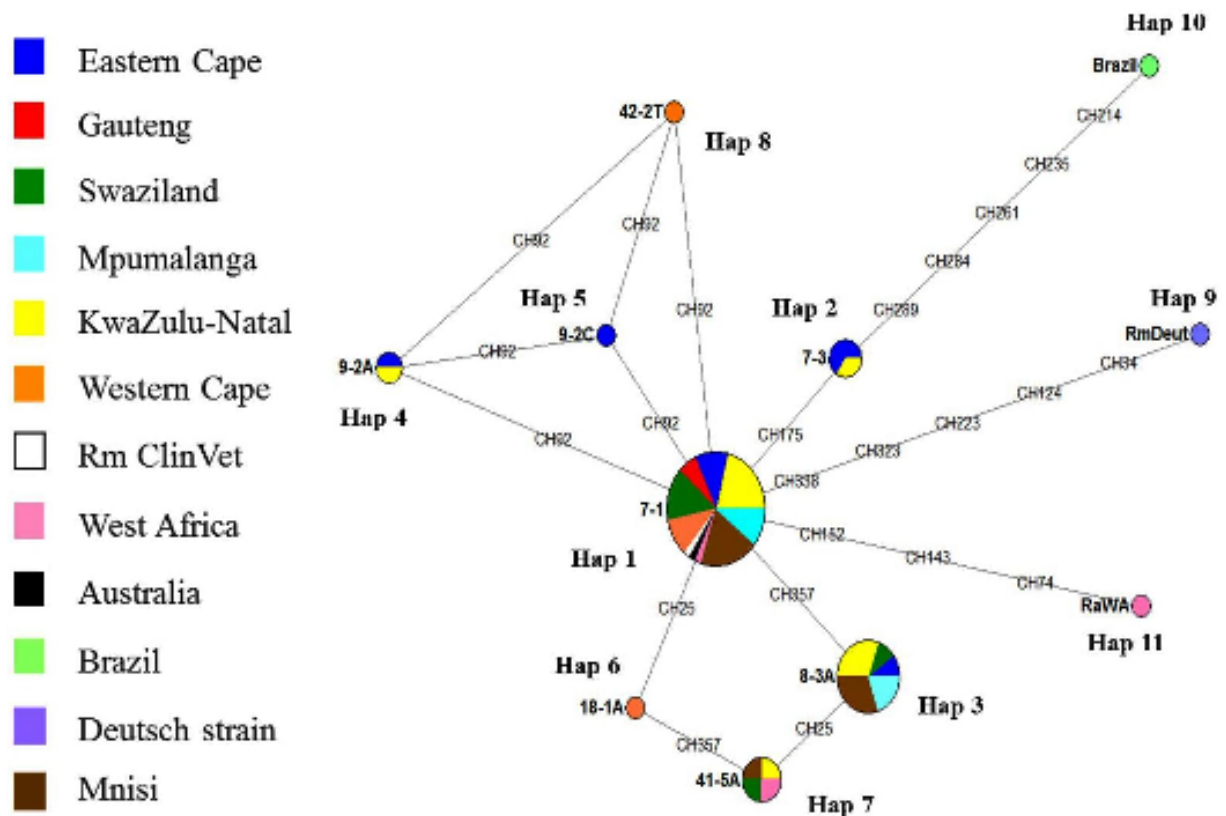 Eastern Cape
Gauteng
Swaziland
Mpumalanga
KwaZulu-Natal
Western Cape
Rm ClinVet
West Africa
Australia
Brazil
Deutsch strain
Mnisi
Hap 10
Brazil
CH214
CH235
CH261
CH284
CH289
42-2T
Hap 8
CH92
CH92
CH92
Hap 5
9-2C
CH92
9-2A
Hap 4
CH92
CH92
Hap 2
7-3
CH175
Hap 9
RmDeut
CH34
CH124
CH223
CH323
CH338
7-1
Hap 1
CH152
CH143
CH74
RaWA
Hap 11
CH25
CH357
Hap 6
18-1A
8-3A
Hap 3
CH357
CH25
41-5A
Hap 7